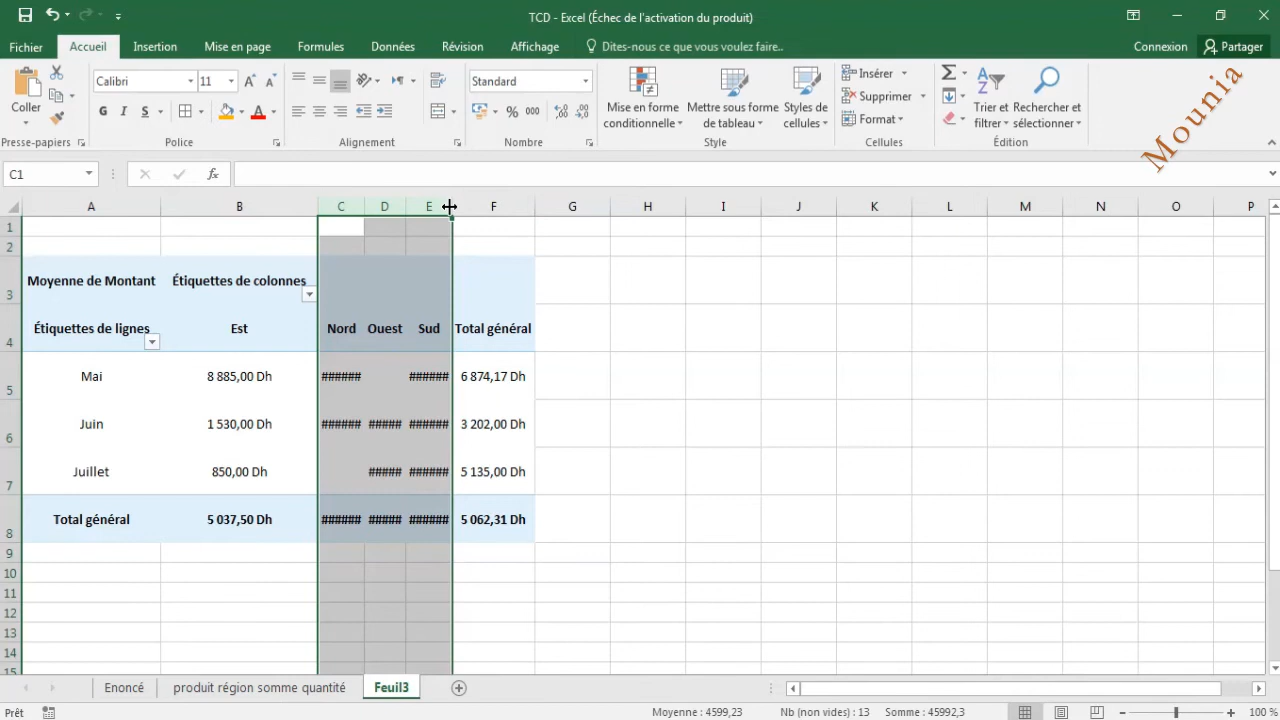 TCD - Excel (Échec de l'activation du produit)
Fichier Accueil Insertion Mise en page Formules Données Révision Affichage Dites-nous ce que vous voulez faire.. Connexion Partager
Coller
Calibri 11
G I S
Standard
% 000
Mise en forme conditionnelle
Mettre sous forme de tableau
Styles de cellules
Insérer
Supprimer
Format
Trier et filtrer
Rechercher et sélectionner
Presse-papiers Police Alignement Nombre Style Cellules Édition
Mounia
C1 fx
A B C D E F G H I J K L M N O P
1
2
3 Moyenne de Montant Étiquettes de colonnes
4 Étiquettes de lignes Est Nord Ouest Sud Total général
5 Mai 8 885,00 Dh ###### ###### 6 874,17 Dh
6 Juin 1 530,00 Dh ###### ##### ###### 3 202,00 Dh
7 Juillet 850,00 Dh ##### ###### 5 135,00 Dh
8 Total général 5 037,50 Dh ###### ##### ###### 5 062,31 Dh
9
10
11
12
13
14
15
Enoncé produit région somme quantité Feuil3
Prêt Moyenne : 4599,23 Nb (non vides) : 13 Somme : 45992,3 100 %